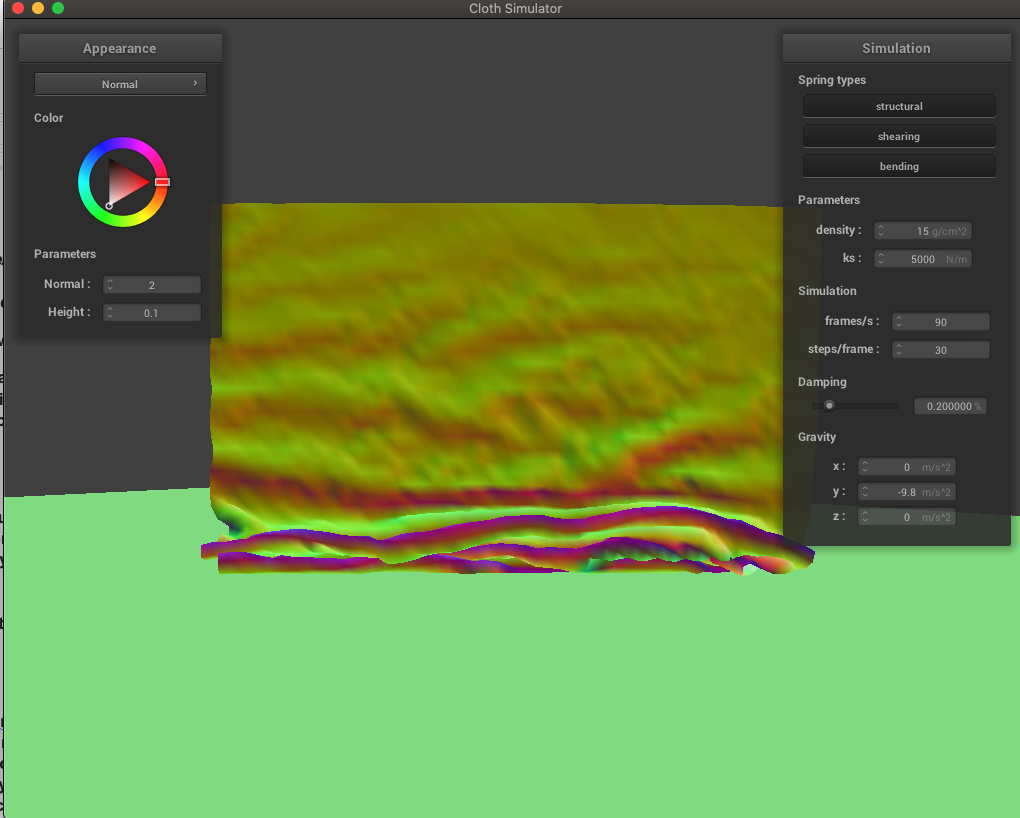 Cloth Simulator
Appearance
Normal ›
Color
Parameters
Normal : 2
Height : 0.1
Simulation
Spring types
structural
shearing
bending
Parameters
density : 15 g/cm^2
ks : 5000 N/m
Simulation
frames/s : 90
steps/frame : 30
Damping
0.200000 %
Gravity
x : 0 m/s^2
y : -9.8 m/s^2
z : 0 m/s^2